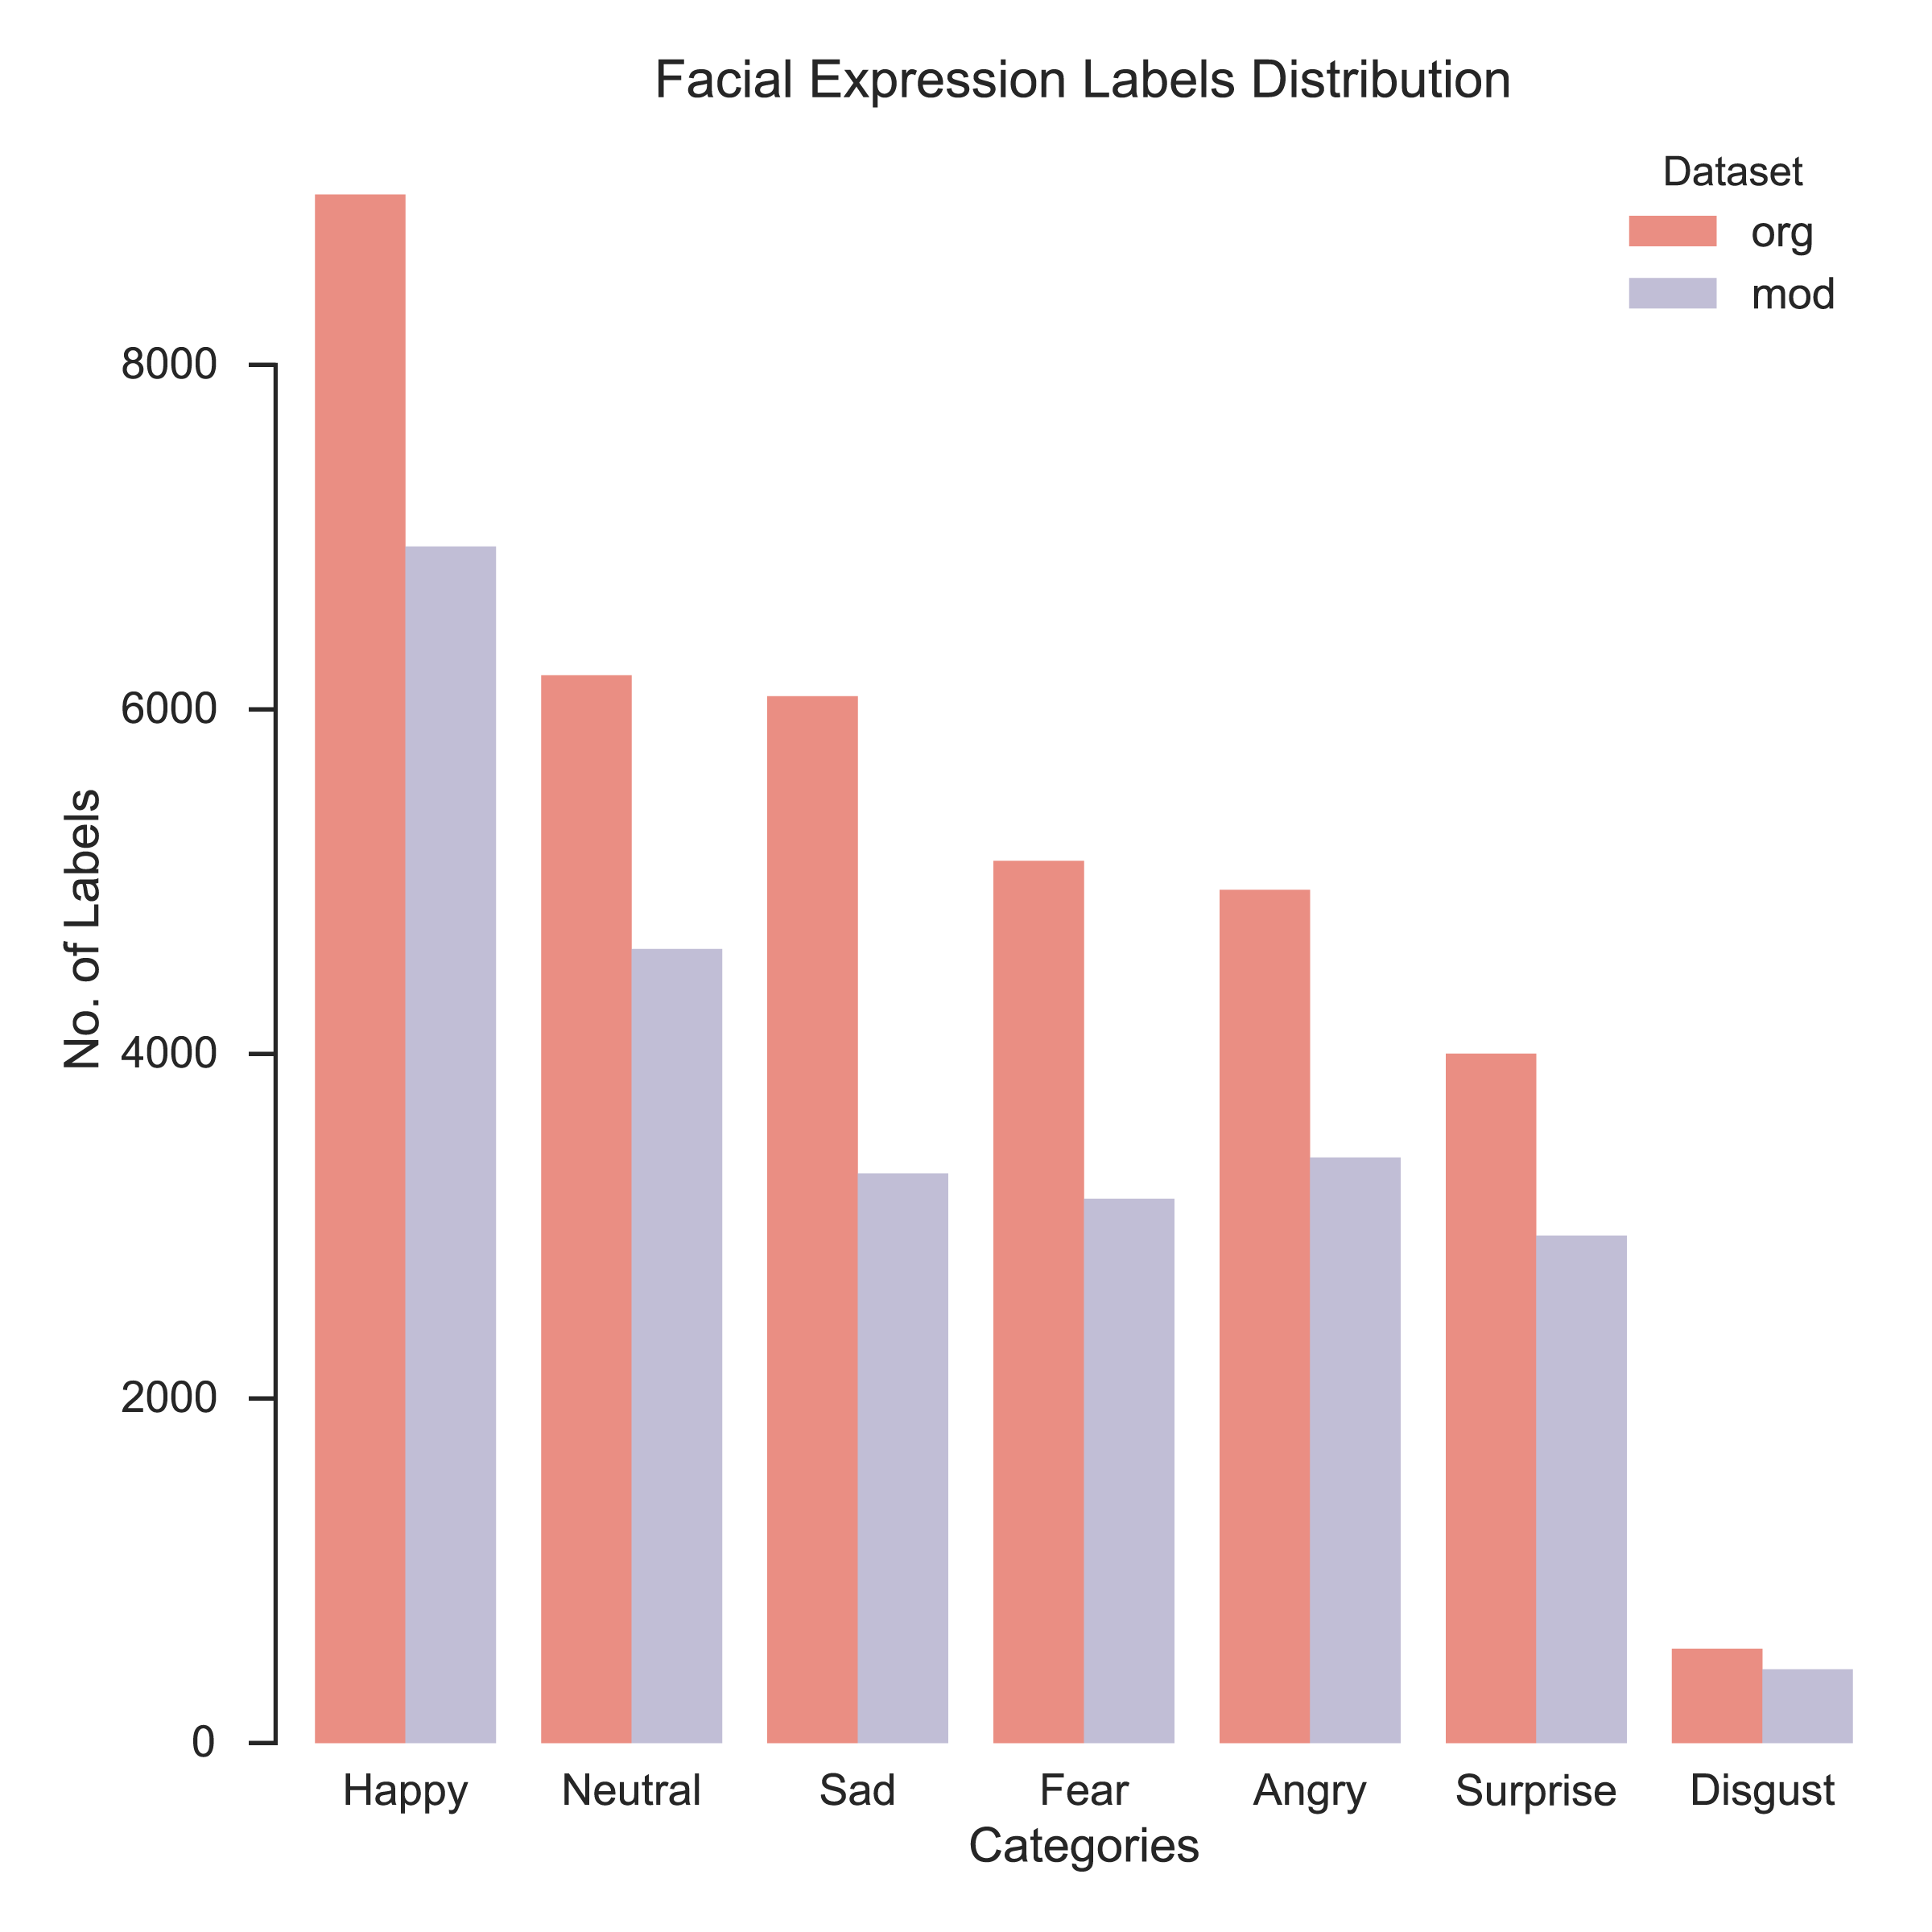 Facial Expression Labels Distribution
Dataset
org
mod
No. of Labels
8000
6000
4000
2000
0
Happy Neutral Sad Fear Angry Surprise Disgust
Categories